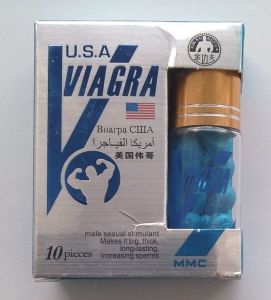 U.S.A
VIAGRA
Виагра США
أمريكا الفياجرا
美国伟哥
male sexual stimulant
Makes it big, thick,
long-lasting,
increasing sperms
10 pieces
VIAGRA
MMC